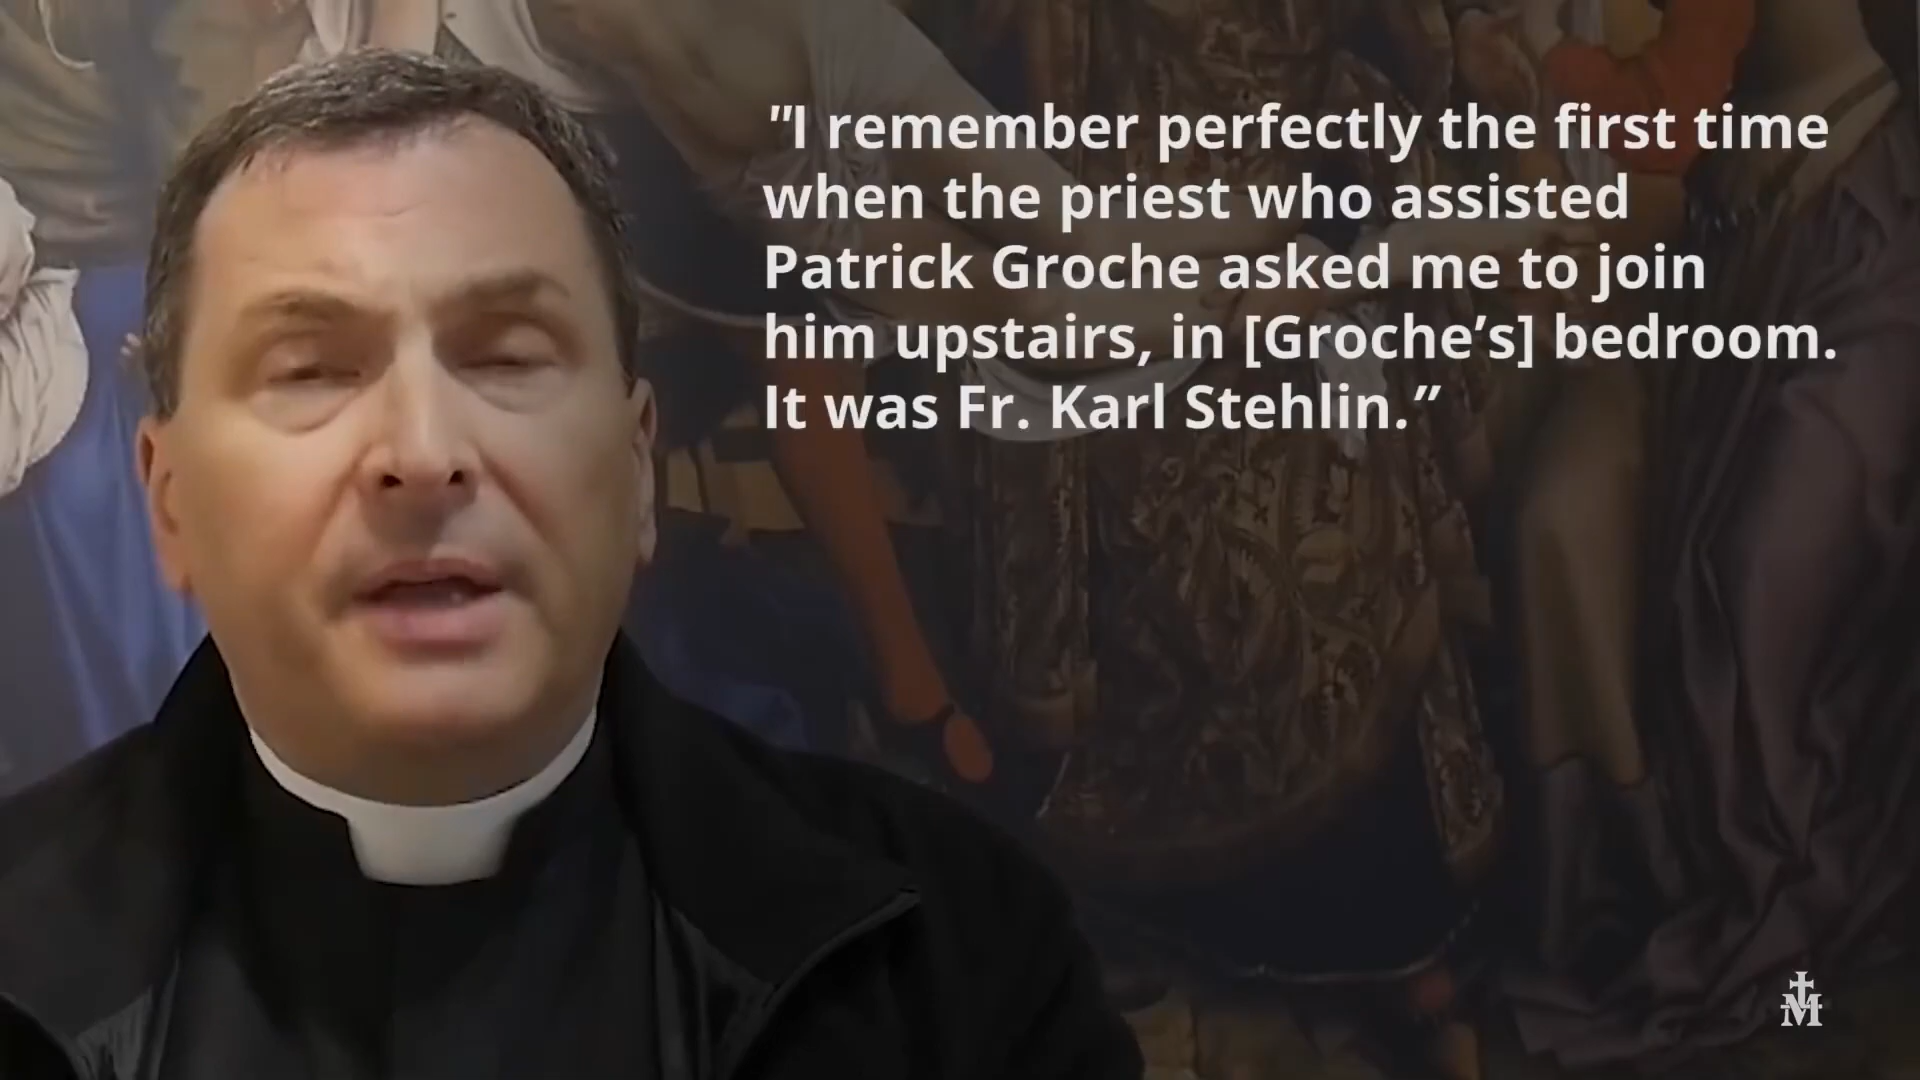 "I remember perfectly the first time
when the priest who assisted
Patrick Groche asked me to join
him upstairs, in [Groche’s] bedroom.
It was Fr. Karl Stehlin.”